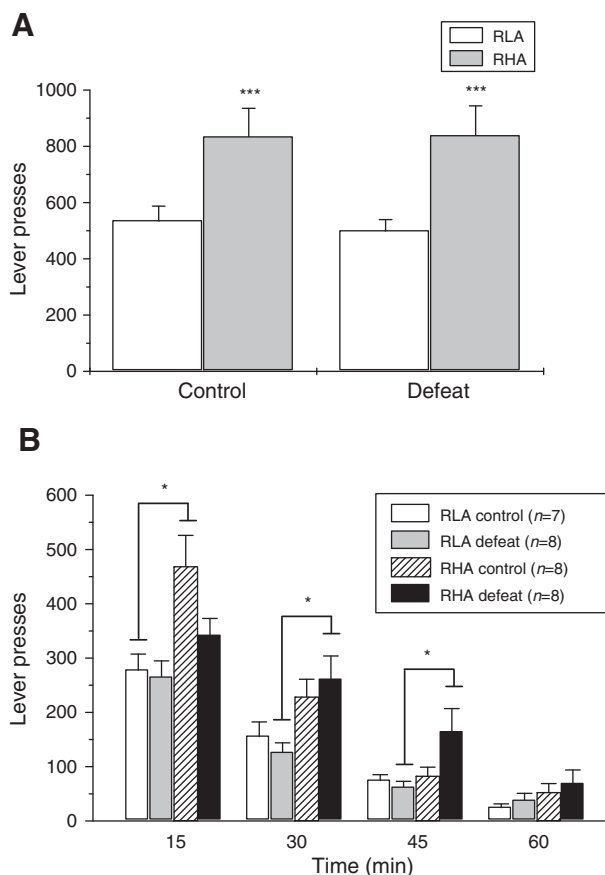 A
RLA
RHA
1000
800
600
400
200
0
Lever presses
***
***
Control
Defeat
B
RLA control (n=7)
RLA defeat (n=8)
RHA control (n=8)
RHA defeat (n=8)
600
500
400
300
200
100
0
Lever presses
*
*
*
15 30 45 60
Time (min)